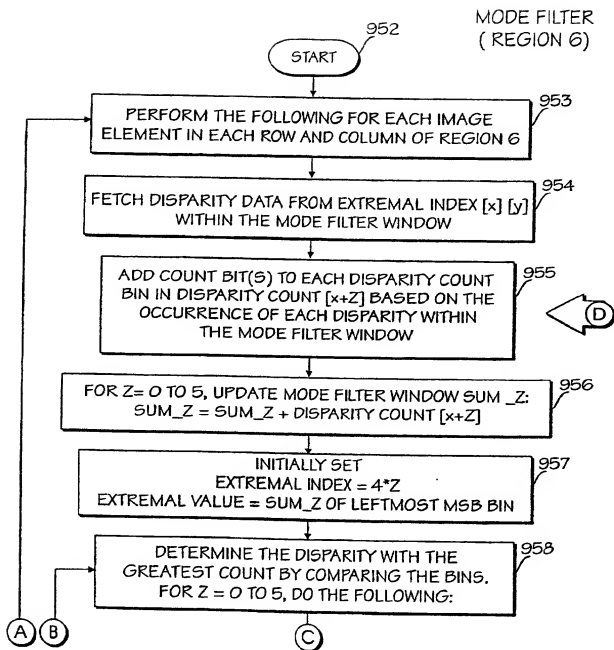 MODE FILTER
( REGION 6)
952
START
953
PERFORM THE FOLLOWING FOR EACH IMAGE
ELEMENT IN EACH ROW AND COLUMN OF REGION 6
954
FETCH DISPARITY DATA FROM EXTREMAL INDEX [x] [y]
WITHIN THE MODE FILTER WINDOW
955
ADD COUNT BIT(S) TO EACH DISPARITY COUNT
BIN IN DISPARITY COUNT [x+Z] BASED ON THE
OCCURRENCE OF EACH DISPARITY WITHIN
THE MODE FILTER WINDOW
D
956
FOR Z= 0 TO 5, UPDATE MODE FILTER WINDOW SUM _Z:
SUM_Z = SUM_Z + DISPARITY COUNT [x+Z]
957
INITIALLY SET
EXTREMAL INDEX = 4*Z
EXTREMAL VALUE = SUM_Z OF LEFTMOST MSB BIN
958
DETERMINE THE DISPARITY WITH THE
GREATEST COUNT BY COMPARING THE BINS.
FOR Z = 0 TO 5, DO THE FOLLOWING:
A B C